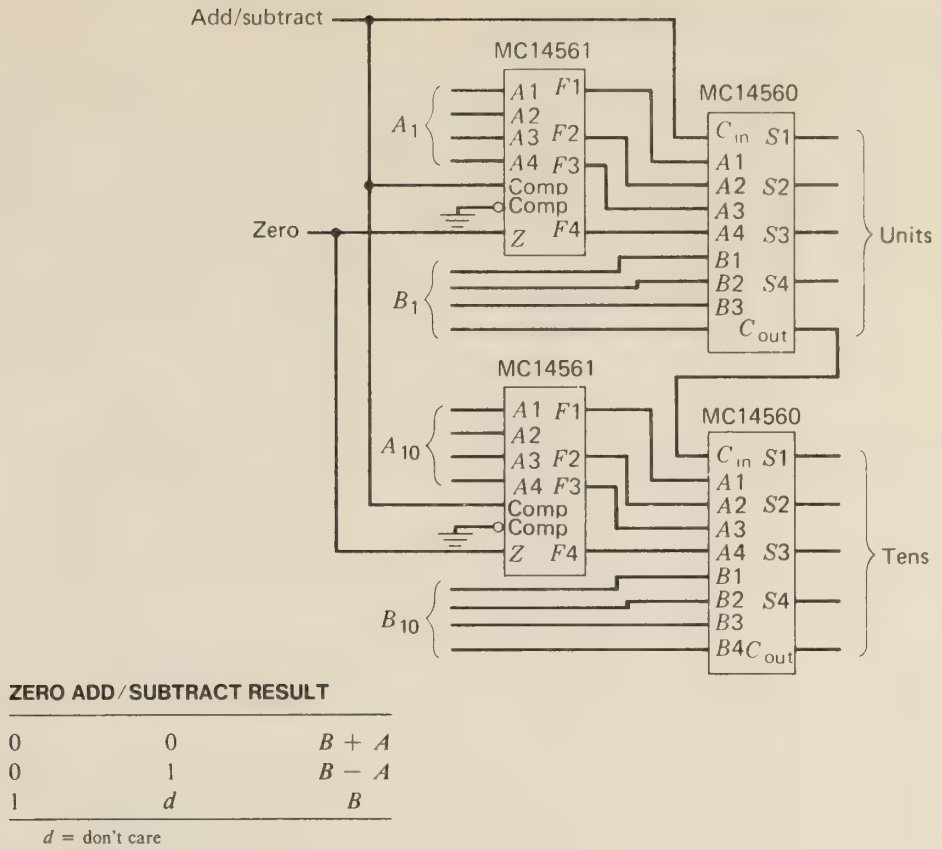 Add/subtract
MC14561
A1 F1
A2
A3 F2
A4 F3
Comp
Comp
Z F4
A1
Zero
B1
MC14560
Cin S1
A1
A2 S2
A3
A4 S3
B1
B2 S4
B3
Cout
Units
MC14561
A1 F1
A2
A3 F2
A4 F3
Comp
Comp
Z F4
A10
B10
MC14560
Cin S1
A1
A2 S2
A3
A4 S3
B1
B2 S4
B3
B4 Cout
Tens
ZERO ADD/SUBTRACT RESULT
0 0 B + A
0 1 B − A
1 d B
d = don't care